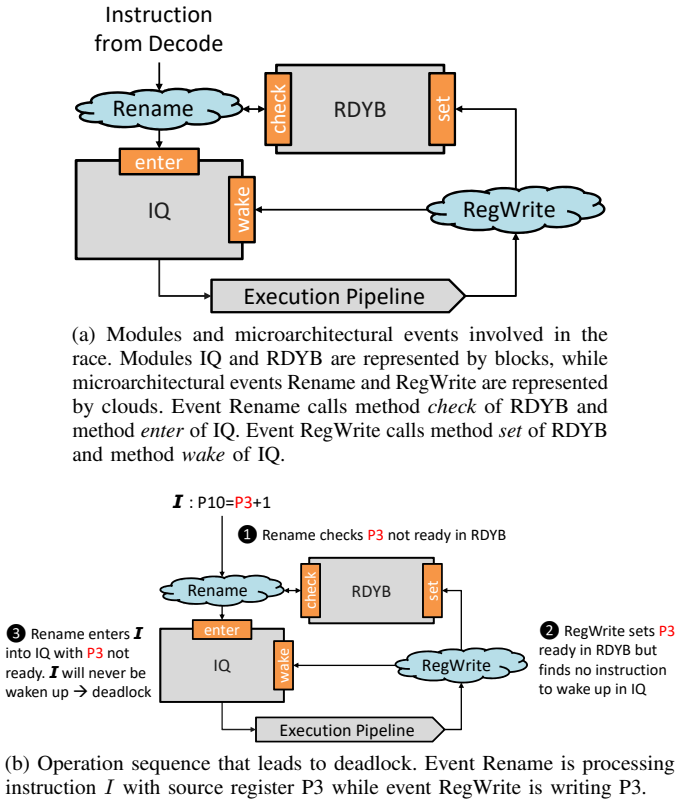 Instruction
from Decode
Rename
check
RDYB
set
enter
IQ
wake
RegWrite
Execution Pipeline
(a) Modules and microarchitectural events involved in the
race. Modules IQ and RDYB are represented by blocks, while
microarchitectural events Rename and RegWrite are represented
by clouds. Event Rename calls method check of RDYB and
method enter of IQ. Event RegWrite calls method set of RDYB
and method wake of IQ.
I : P10=P3+1
1 Rename checks P3 not ready in RDYB
Rename
check
RDYB
set
3 Rename enters I
into IQ with P3 not
ready. I will never be
waken up → deadlock
enter
IQ
wake
RegWrite
2 RegWrite sets P3
ready in RDYB but
finds no instruction
to wake up in IQ
Execution Pipeline
(b) Operation sequence that leads to deadlock. Event Rename is processing
instruction I with source register P3 while event RegWrite is writing P3.